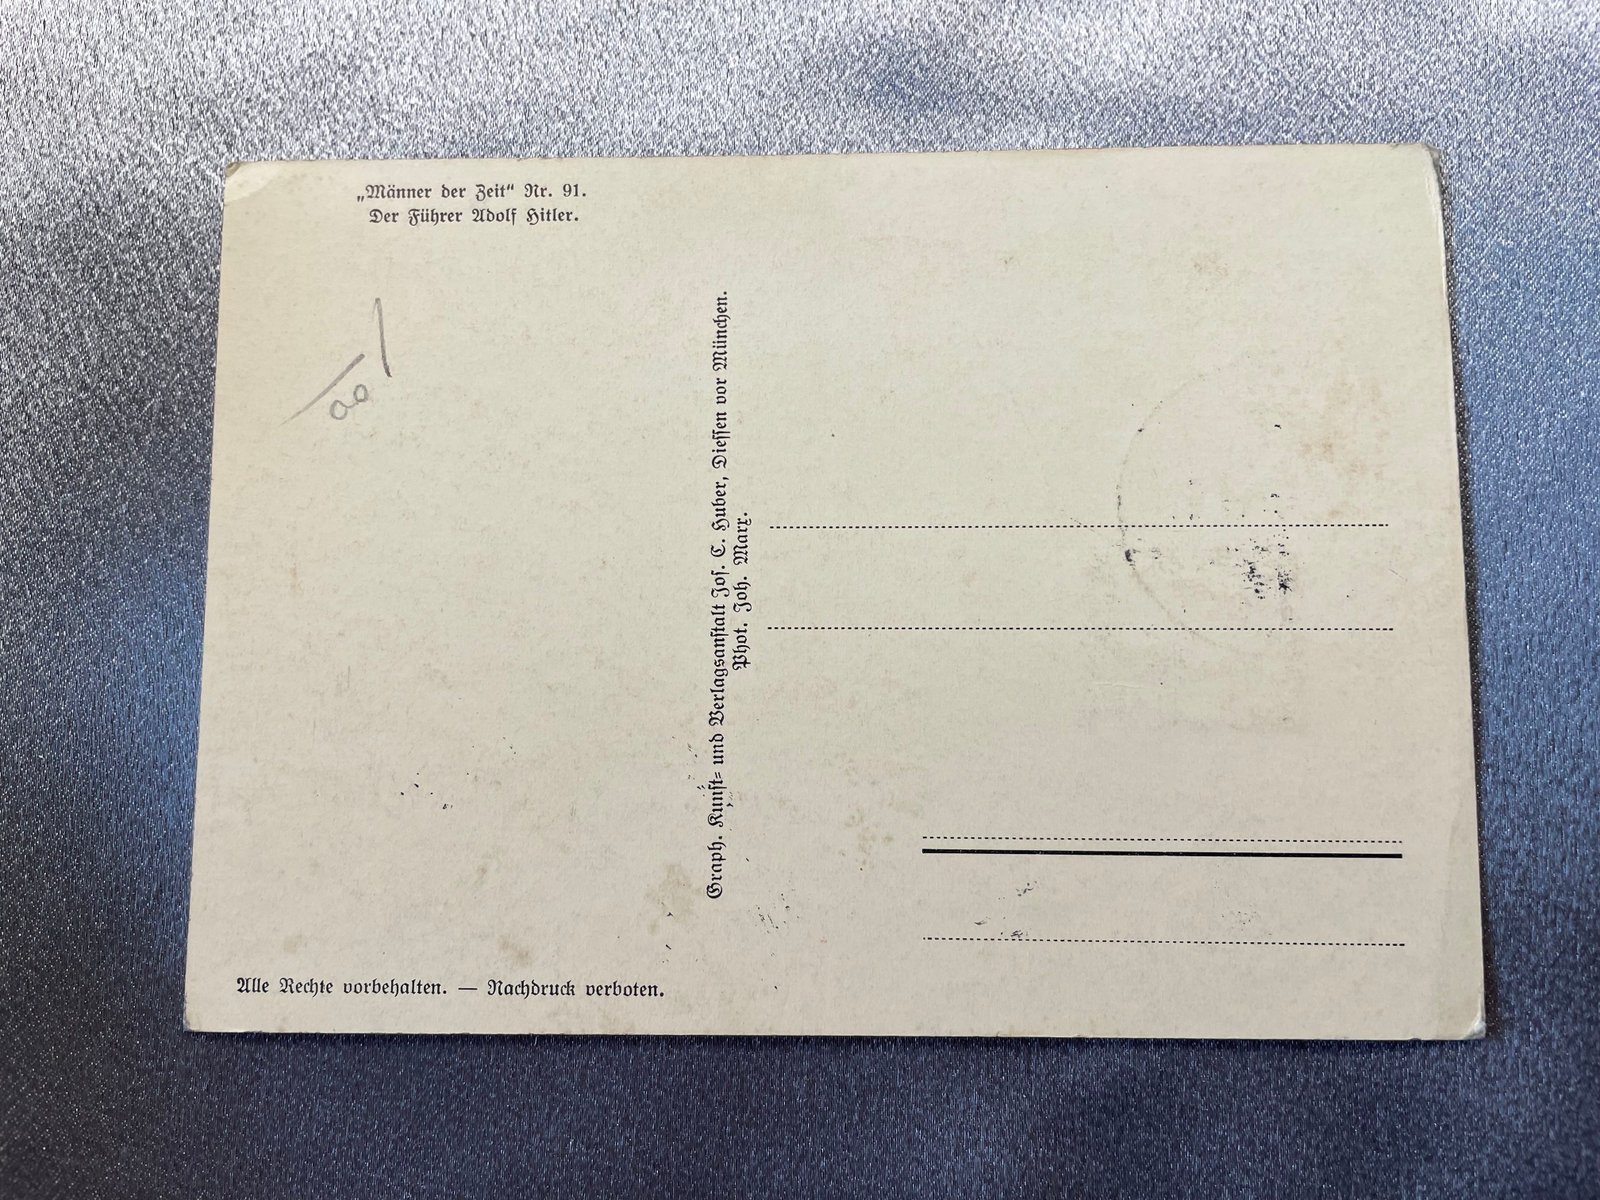 „Männer der Zeit“ Nr. 91.
Der Führer Adolf Hitler.
Graph. Kunst- und Verlagsanstalt Jos. C. Huber, Diessen vor München.
Phot. Joh. Marx.
Alle Rechte vorbehalten. — Nachdruck verboten.